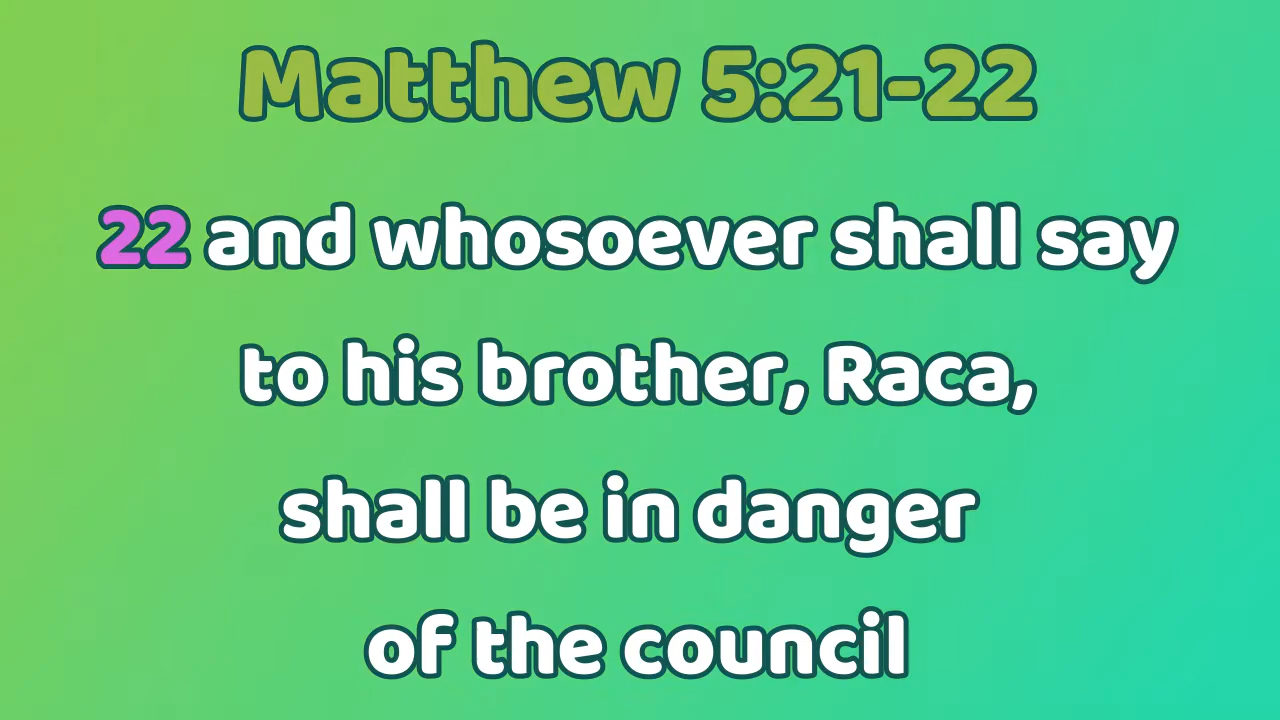 Matthew 5:21-22
22 and whosoever shall say
to his brother, Raca,
shall be in danger
of the council